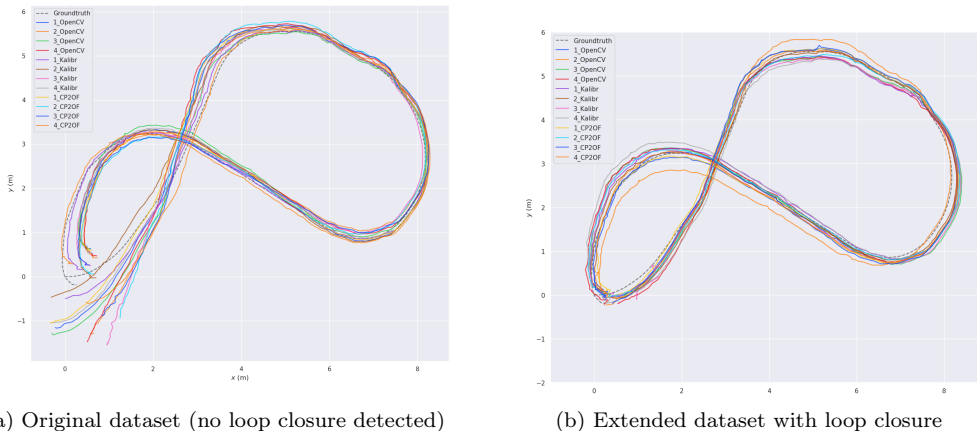 Groundtruth
1_OpenCV
2_OpenCV
3_OpenCV
4_OpenCV
1_Kalibr
2_Kalibr
3_Kalibr
4_Kalibr
1_CP2OF
2_CP2OF
3_CP2OF
4_CP2OF
6
5
4
3
2
1
0
−1
y (m)
0 2 4 6 8
x (m)
a) Original dataset (no loop closure detected)
Groundtruth
1_OpenCV
2_OpenCV
3_OpenCV
4_OpenCV
1_Kalibr
2_Kalibr
3_Kalibr
4_Kalibr
1_CP2OF
2_CP2OF
3_CP2OF
4_CP2OF
6
5
4
3
2
1
0
−1
−2
y (m)
0 2 4 6 8
(b) Extended dataset with loop closure